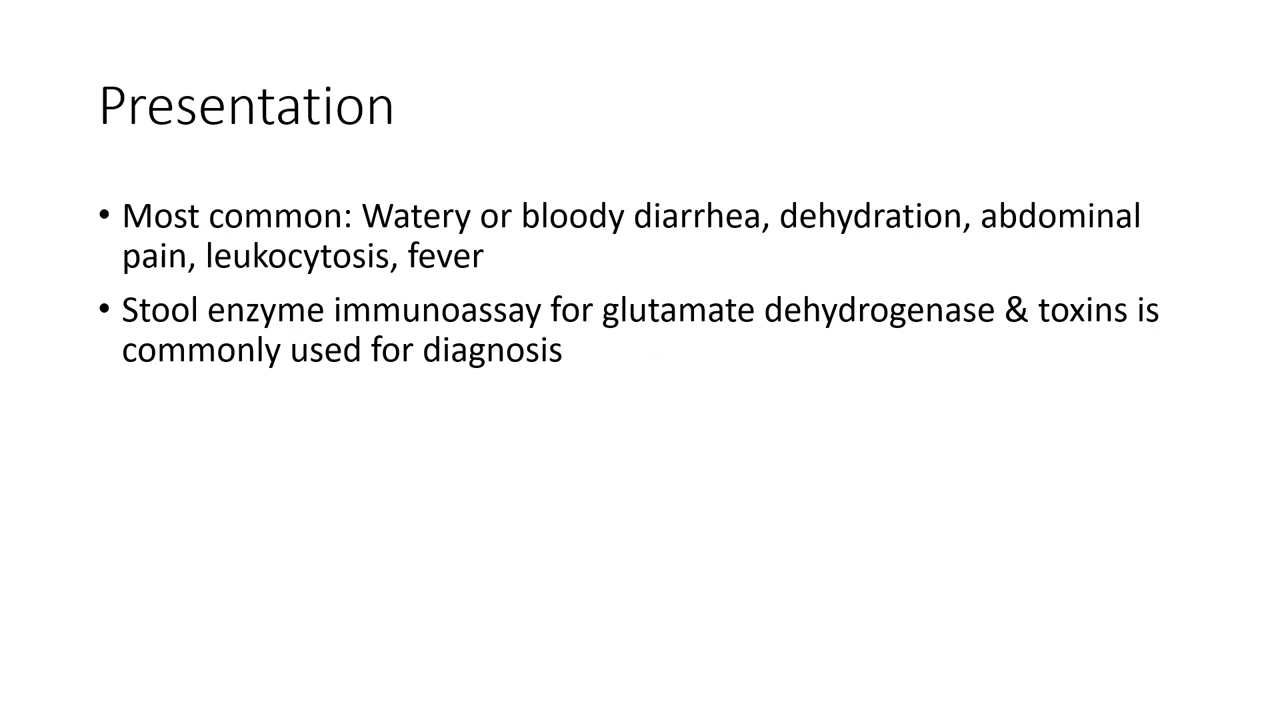 Presentation
• Most common: Watery or bloody diarrhea, dehydration, abdominal
pain, leukocytosis, fever
• Stool enzyme immunoassay for glutamate dehydrogenase & toxins is
commonly used for diagnosis